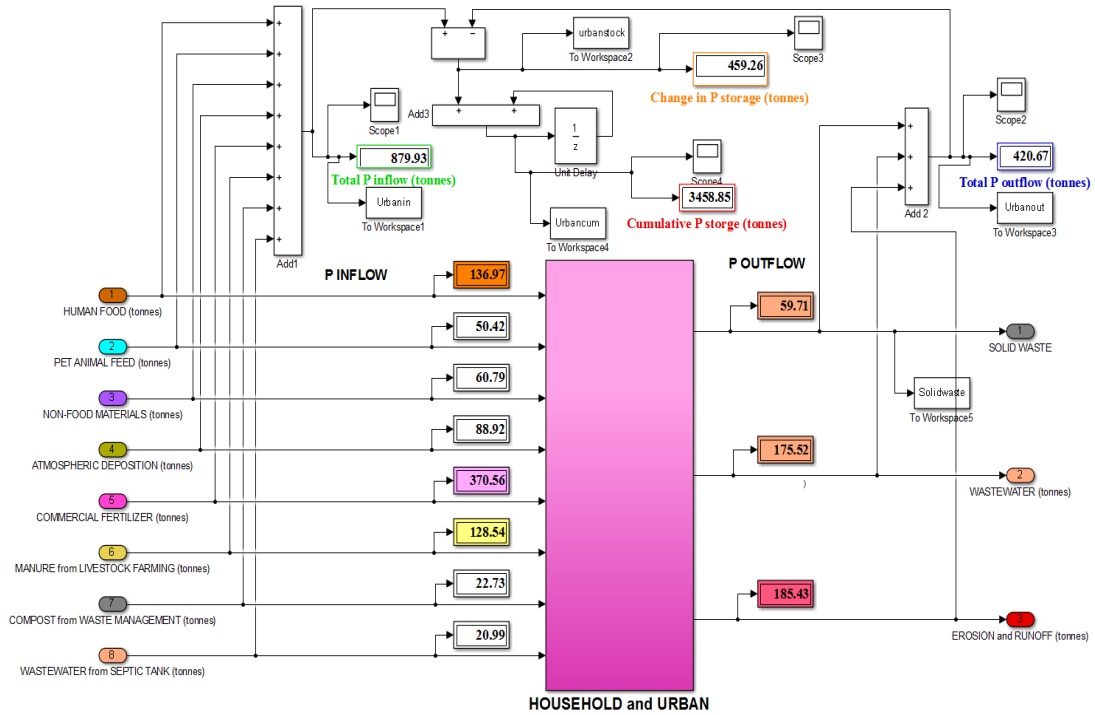 +
+
+
+
+
+
+
+
Add1
Scope1
879.93
Total P inflow (tonnes)
Urbanin
To Workspace1
+ −
urbanstock
To Workspace2
Scope3
459.26
Change in P storage (tonnes)
Add3
+ +
1
z
Unit Delay
Scope4
3458.85
Cumulative P storge (tonnes)
Urbancum
To Workspace4
+
+
+
Add 2
Scope2
420.67
Total P outflow (tonnes)
Urbanout
To Workspace3
P INFLOW
P OUTFLOW
1
HUMAN FOOD (tonnes)
136.97
2
PET ANIMAL FEED (tonnes)
50.42
3
NON-FOOD MATERIALS (tonnes)
60.79
4
ATMOSPHERIC DEPOSITION (tonnes)
88.92
5
COMMERCIAL FERTILIZER (tonnes)
370.56
6
MANURE from LIVESTOCK FARMING (tonnes)
128.54
7
COMPOST from WASTE MANAGEMENT (tonnes)
22.73
8
WASTEWATER from SEPTIC TANK (tonnes)
20.99
59.71
1
SOLID WASTE
Solidwaste
To Workspace5
175.52
)
2
WASTEWATER (tonnes)
185.43
3
EROSION and RUNOFF (tonnes)
HOUSEHOLD and URBAN